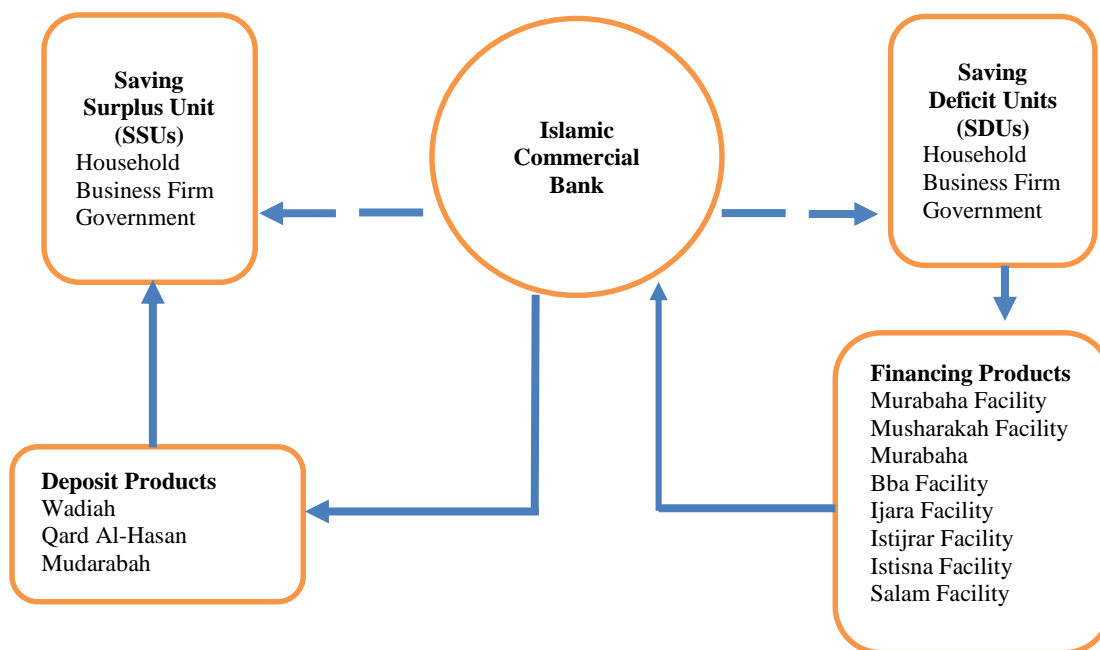 Saving
Surplus Unit
(SSUs)
Household
Business Firm
Government
Islamic
Commercial
Bank
Saving
Deficit Units
(SDUs)
Household
Business Firm
Government
Deposit Products
Wadiah
Qard Al-Hasan
Mudarabah
Financing Products
Murabaha Facility
Musharakah Facility
Murabaha
Bba Facility
Ijara Facility
Istijrar Facility
Istisna Facility
Salam Facility